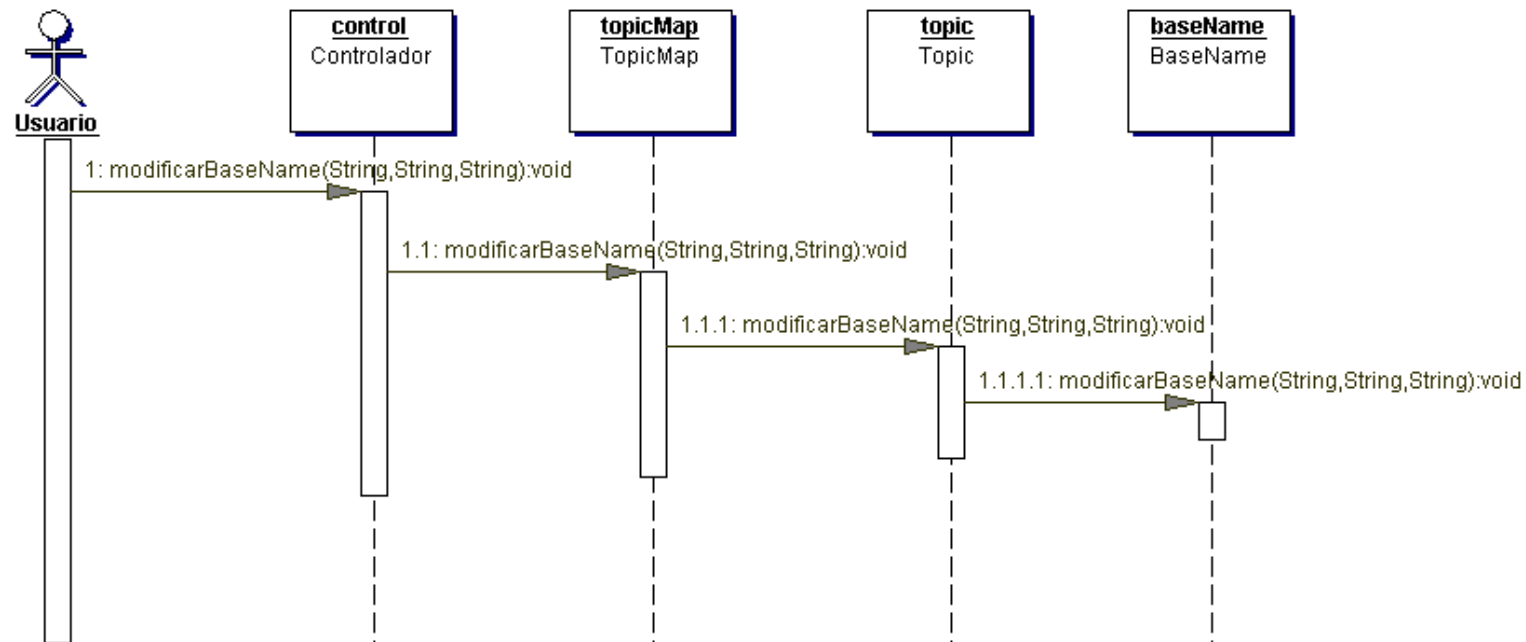 control
Controlador
topicMap
TopicMap
topic
Topic
baseName
BaseName
Usuario
1: modificarBaseName(String,String,String):void
1.1: modificarBaseName(String,String,String):void
1.1.1: modificarBaseName(String,String,String):void
1.1.1.1: modificarBaseName(String,String,String):void